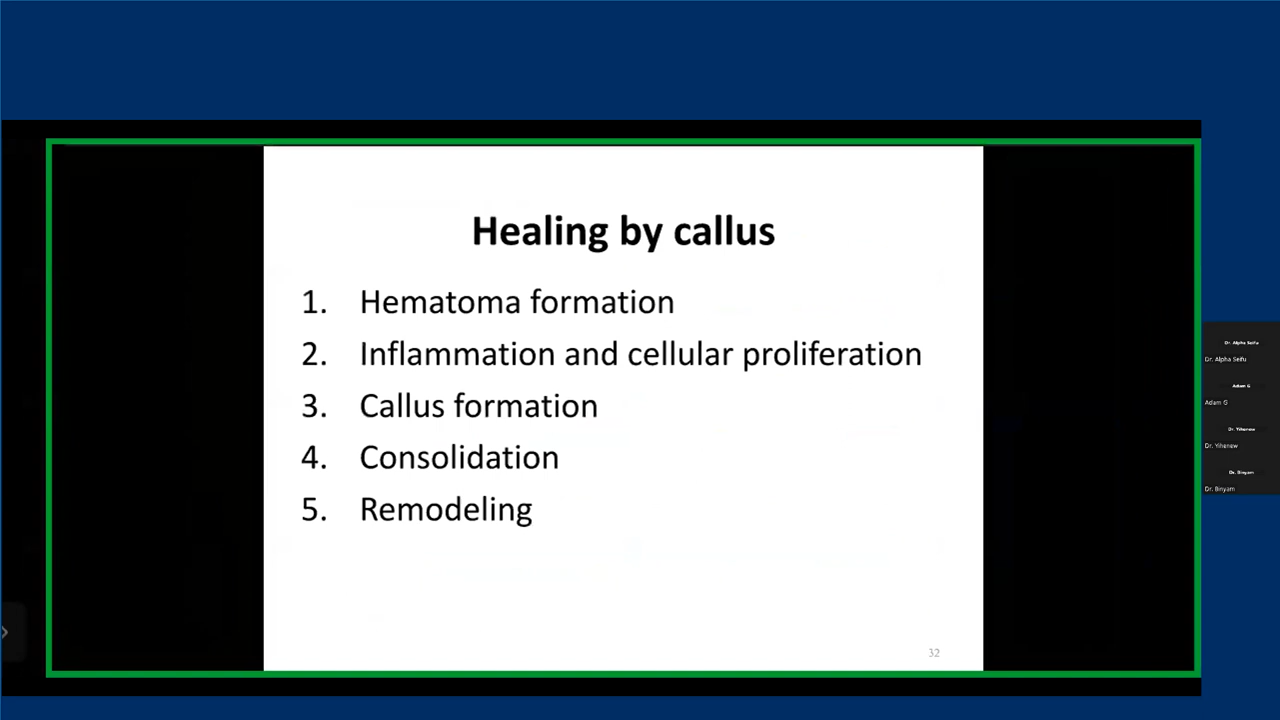 Healing by callus
1. Hematoma formation
2. Inflammation and cellular proliferation
3. Callus formation
4. Consolidation
5. Remodeling
32
Dr. Alpha Seifu
Dr. Alpha Seifu
Adam G
Adam G
Dr. Yihenew
Dr. Yihenew
Dr. Binyam
Dr. Binyam